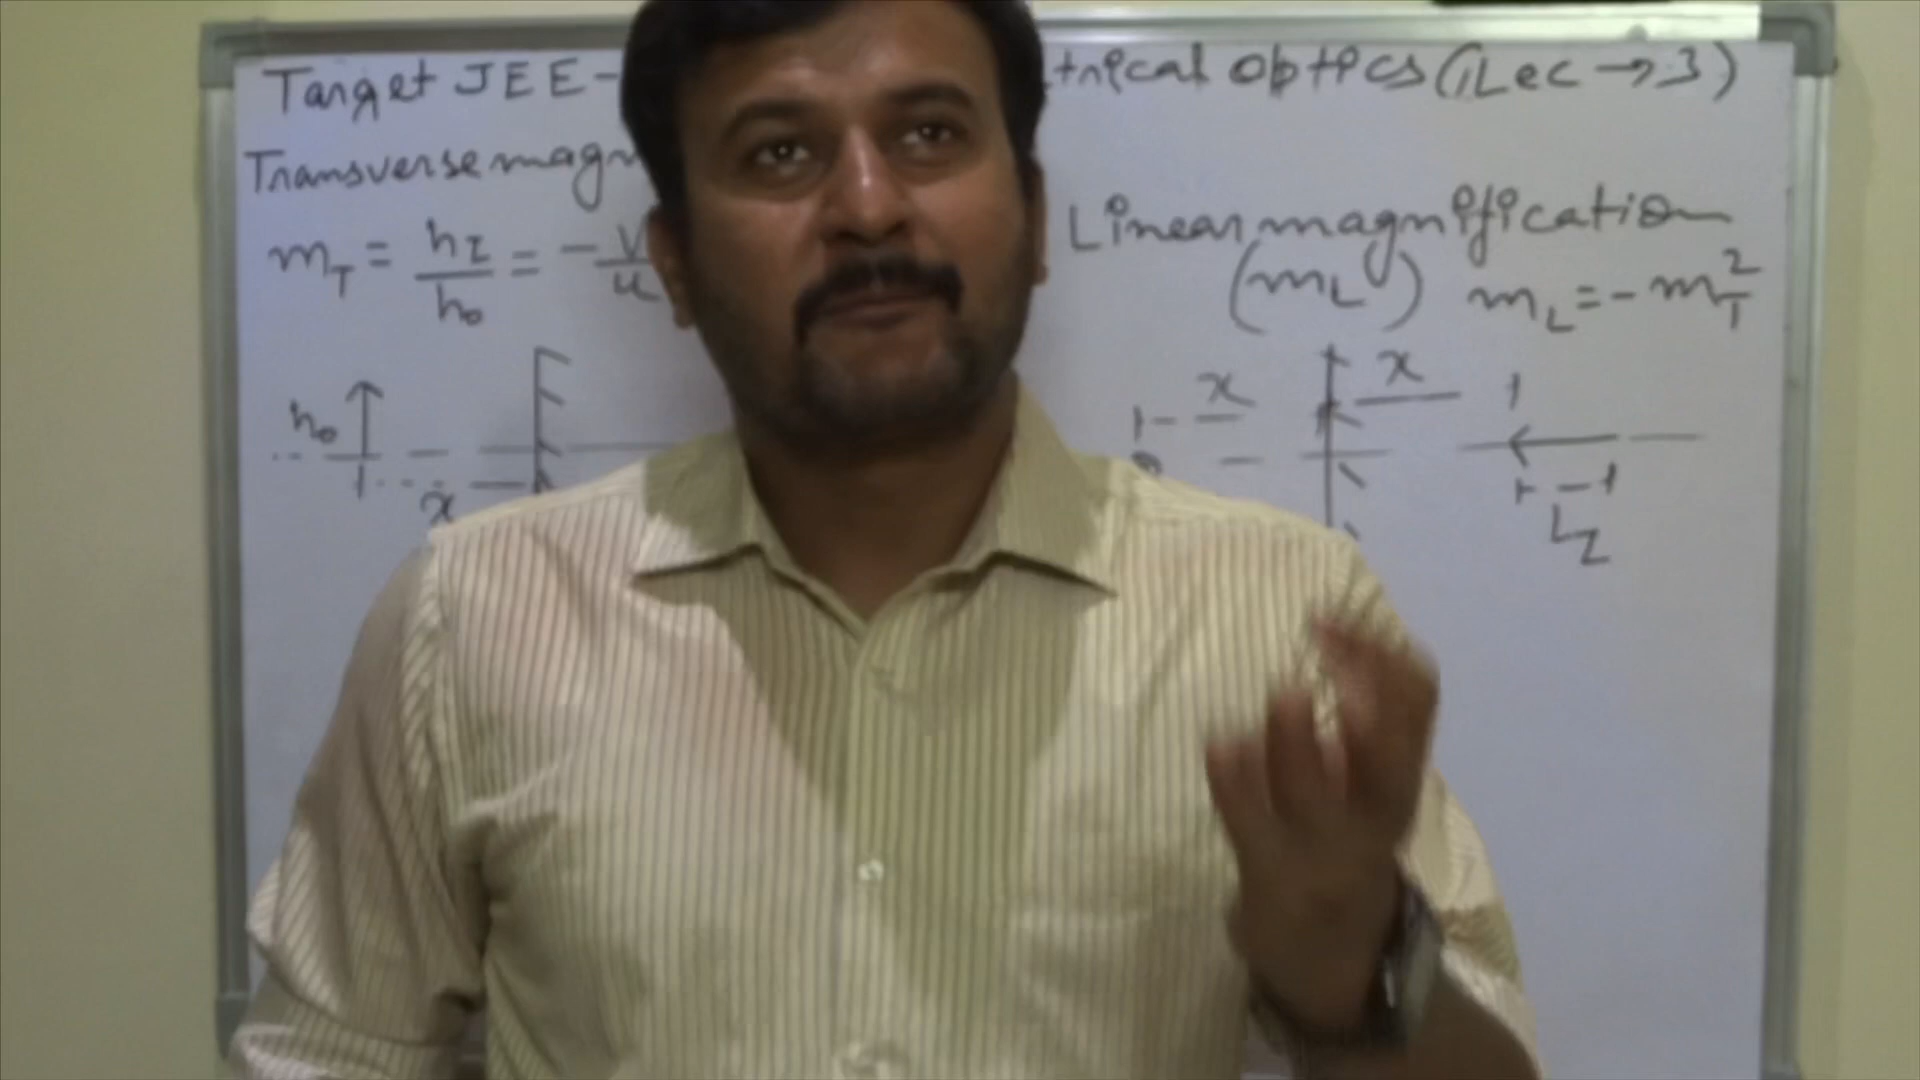 Target JEE- trical optics (Lec → 3)
Transverse magn
mT = hI/ho = -V/u
Linear magnification
(mL) mL = - mT²
x x
ho
x
LI